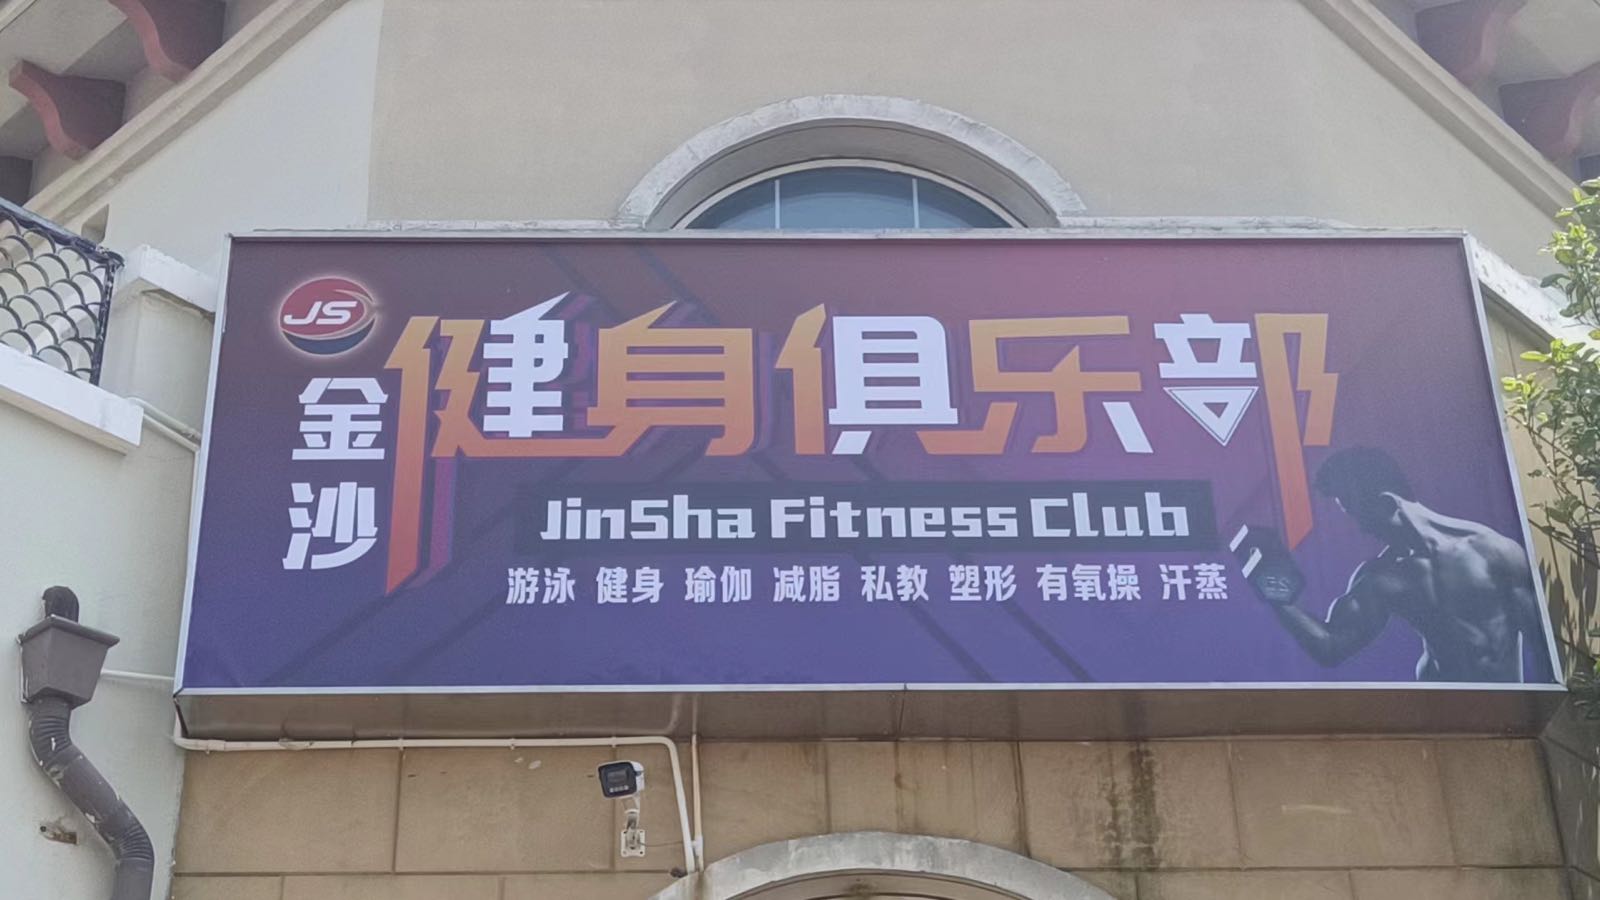 JS
金沙
健身俱乐部
JinSha Fitness Club
游泳 健身 瑜伽 减脂 私教 塑形 有氧操 汗蒸